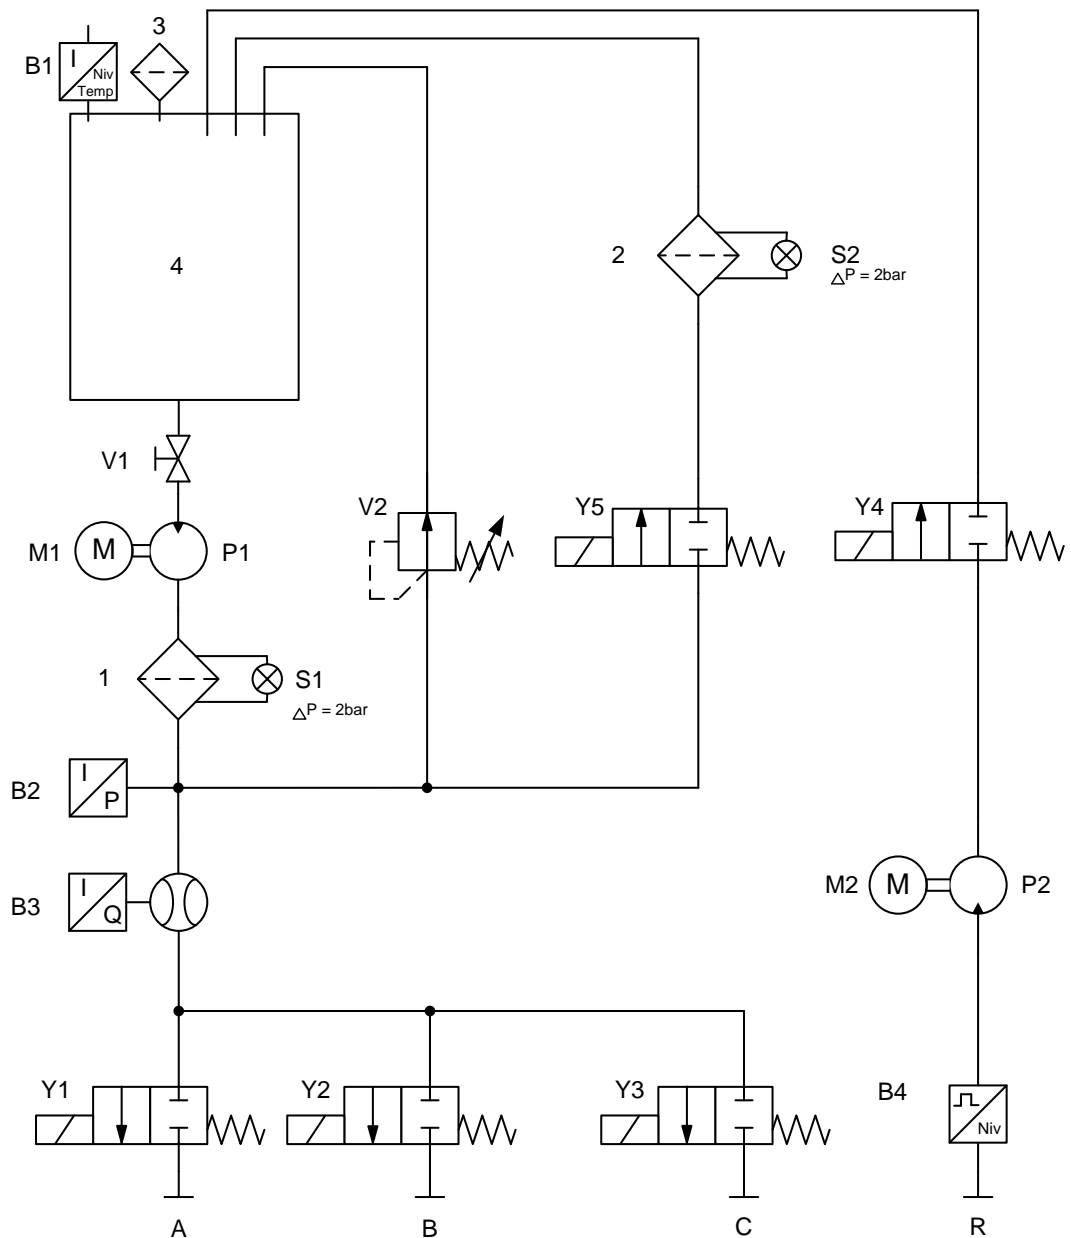 3
B1
I
Niv
Temp
4
2
S2
△P = 2bar
V1
V2
Y5
Y4
M1
M
P1
1
S1
△P = 2bar
B2
I
P
M2
M
P2
B3
I
Q
Y1
Y2
Y3
B4
Niv
A
B
C
R